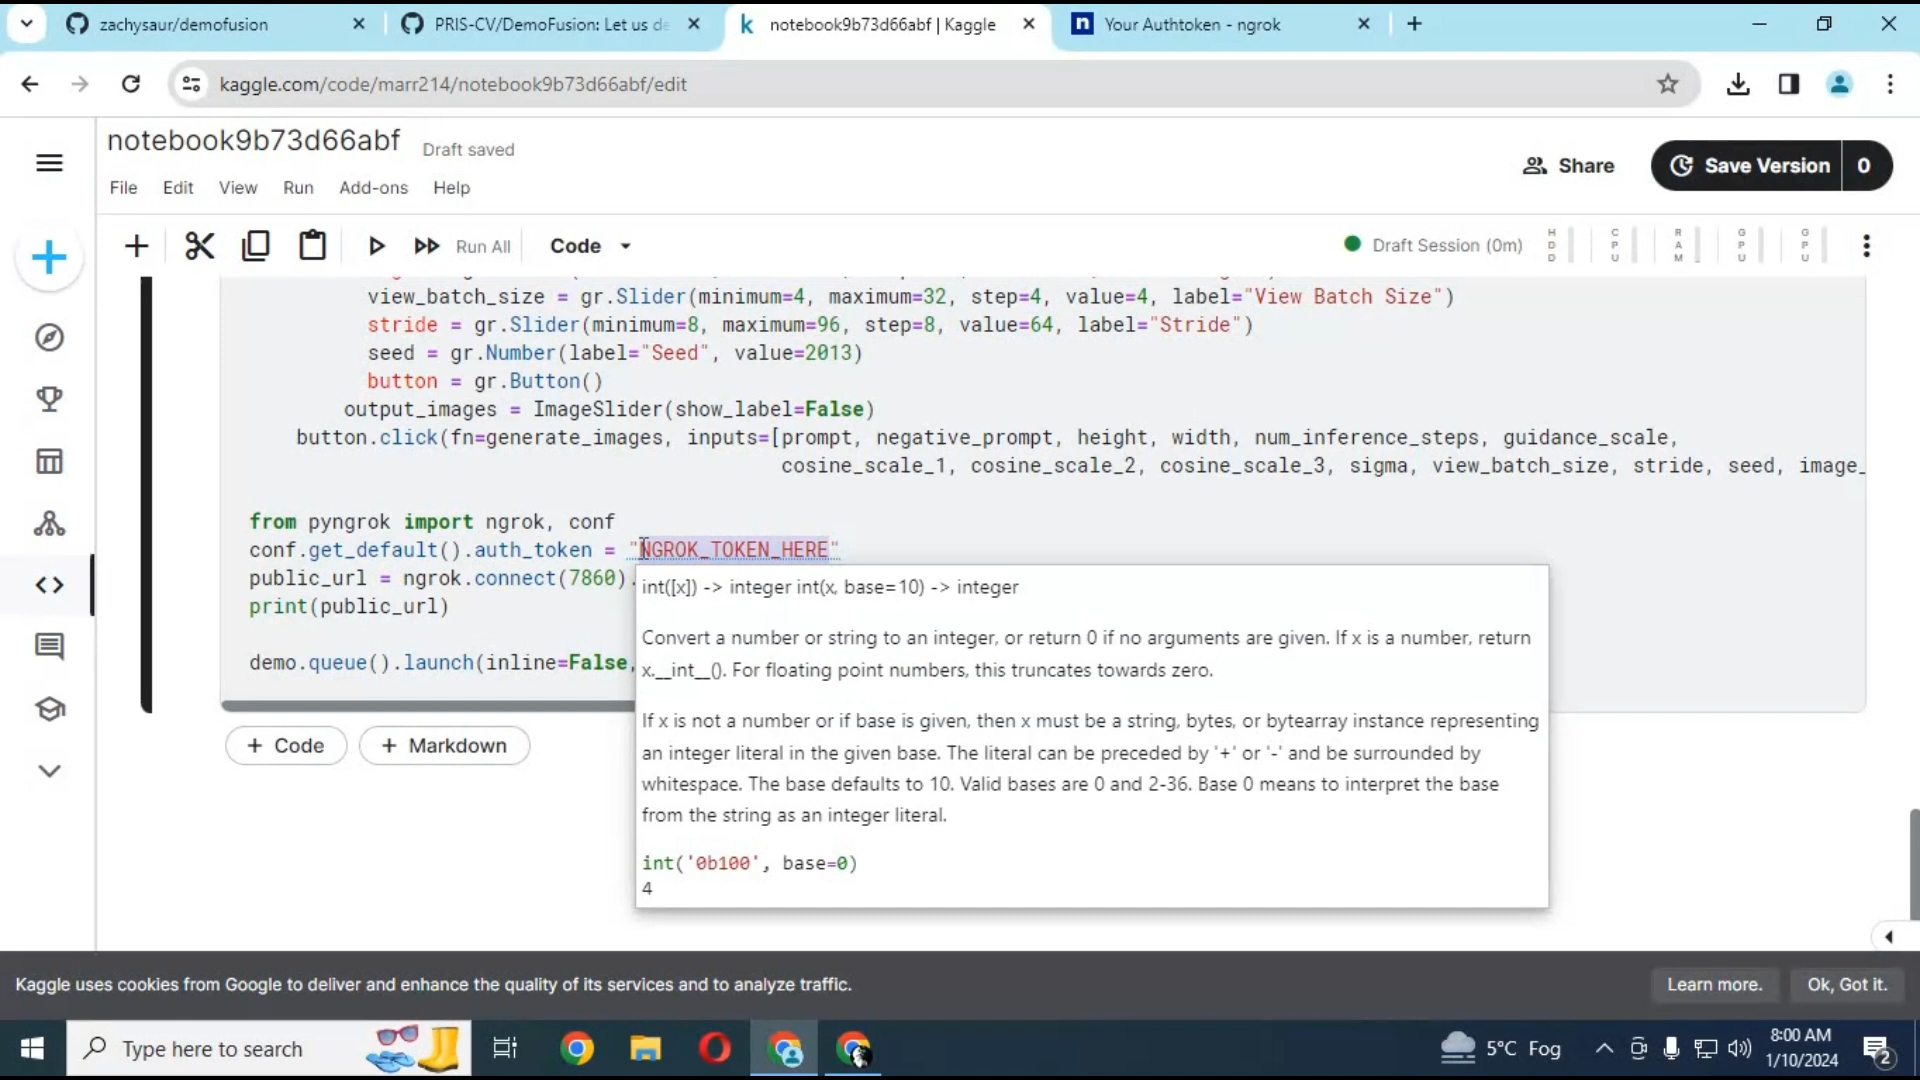 zachysaur/demofusion
PRIS-CV/DemoFusion: Let us de
notebook9b73d66abf | Kaggle
Your Authtoken - ngrok
kaggle.com/code/marr214/notebook9b73d66abf/edit
notebook9b73d66abf
Draft saved
Share
Save Version
0
File Edit View Run Add-ons Help
Run All
Code
Draft Session (0m)
HDD
CPU
RAM
GPU
GPU
view_batch_size = gr.Slider(minimum=4, maximum=32, step=4, value=4, label="View Batch Size")
stride = gr.Slider(minimum=8, maximum=96, step=8, value=64, label="Stride")
seed = gr.Number(label="Seed", value=2013)
button = gr.Button()
output_images = ImageSlider(show_label=False)
button.click(fn=generate_images, inputs=[prompt, negative_prompt, height, width, num_inference_steps, guidance_scale,
cosine_scale_1, cosine_scale_2, cosine_scale_3, sigma, view_batch_size, stride, seed, image_
from pyngrok import ngrok, conf
conf.get_default().auth_token = "NGROK_TOKEN_HERE"
public_url = ngrok.connect(7860).
print(public_url)
demo.queue().launch(inline=False,
int([x]) -> integer int(x, base=10) -> integer
Convert a number or string to an integer, or return 0 if no arguments are given. If x is a number, return
x.__int__(). For floating point numbers, this truncates towards zero.
If x is not a number or if base is given, then x must be a string, bytes, or bytearray instance representing
an integer literal in the given base. The literal can be preceded by '+' or '-' and be surrounded by
whitespace. The base defaults to 10. Valid bases are 0 and 2-36. Base 0 means to interpret the base
from the string as an integer literal.
int('0b100', base=0)
4
+ Code
+ Markdown
Kaggle uses cookies from Google to deliver and enhance the quality of its services and to analyze traffic.
Learn more.
Ok, Got it.
Type here to search
5°C Fog
8:00 AM
1/10/2024
2